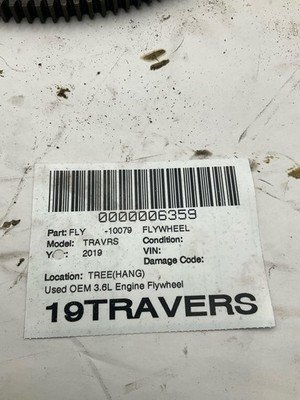 0000006359
Part: FLY -10079 FLYWHEEL
Model: TRAVRS Condition:
2019 VIN:
Damage Code:
Location: TREE(HANG)
Used OEM 3.6L Engine Flywheel
19TRAVERS